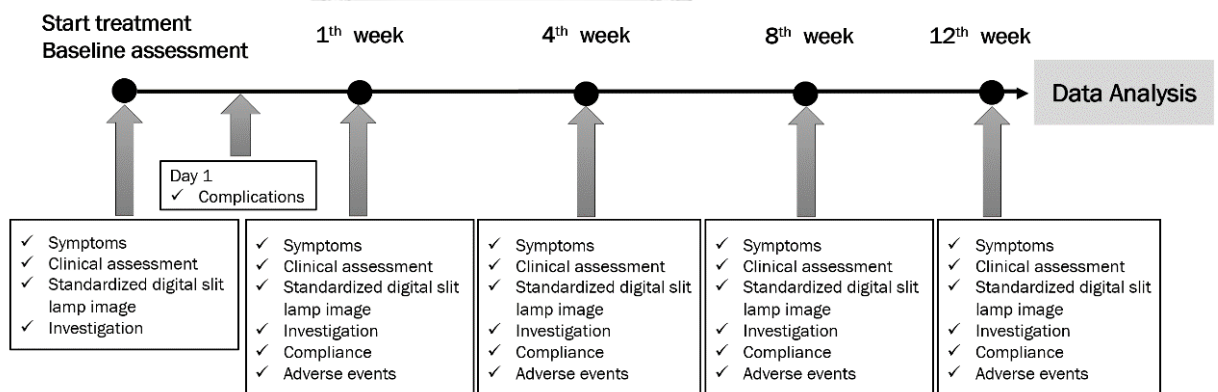 Start treatment
Baseline assessment
1th week
4th week
8th week
12th week
Data Analysis
Day 1
✓ Complications
✓ Symptoms
✓ Clinical assessment
✓ Standardized digital slit
lamp image
✓ Investigation
✓ Symptoms
✓ Clinical assessment
✓ Standardized digital slit
lamp image
✓ Investigation
✓ Compliance
✓ Adverse events
✓ Symptoms
✓ Clinical assessment
✓ Standardized digital slit
lamp image
✓ Investigation
✓ Compliance
✓ Adverse events
✓ Symptoms
✓ Clinical assessment
✓ Standardized digital slit
lamp image
✓ Investigation
✓ Compliance
✓ Adverse events
✓ Symptoms
✓ Clinical assessment
✓ Standardized digital slit
lamp image
✓ Investigation
✓ Compliance
✓ Adverse events